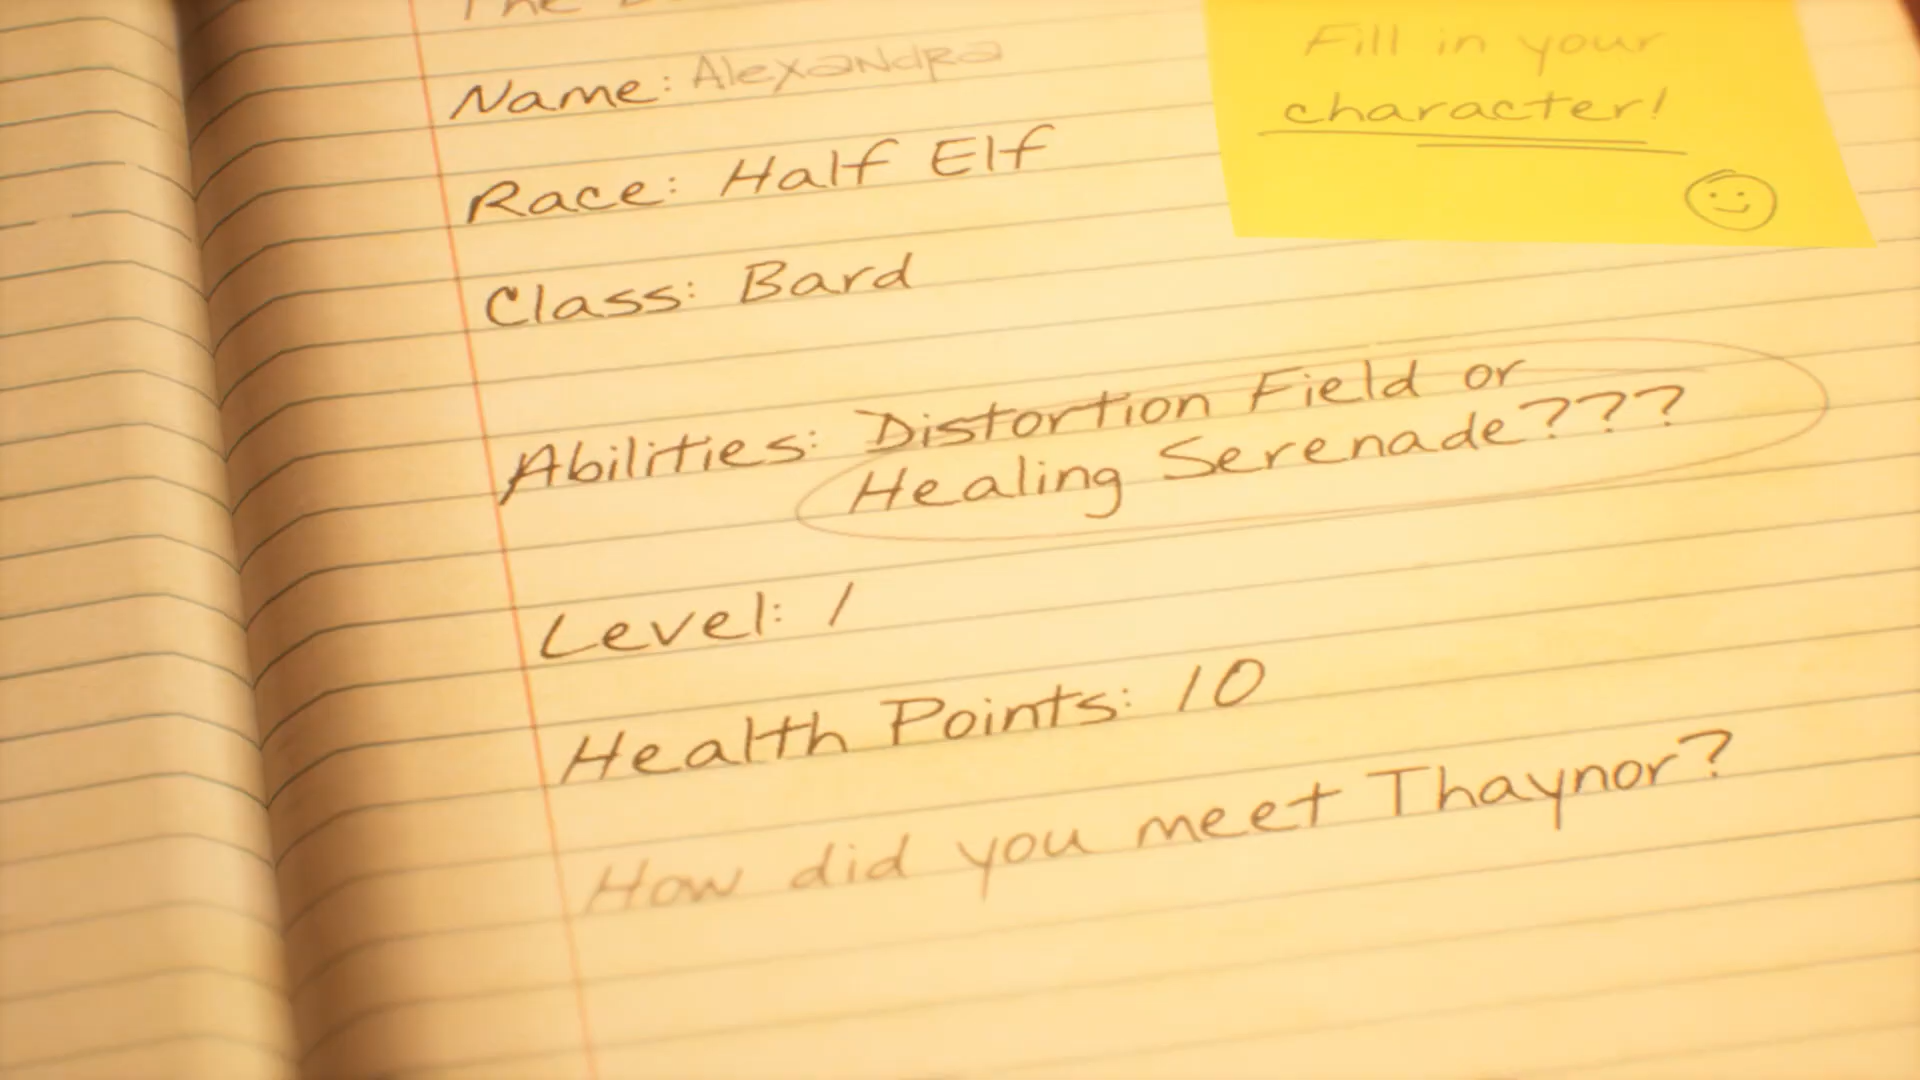 The
Name: Alexandra
Race: Half Elf
Class: Bard
Abilities: Distortion Field or
Healing Serenade???
Level: 1
Health Points: 10
How did you meet Thaynor?
Fill in your
character!